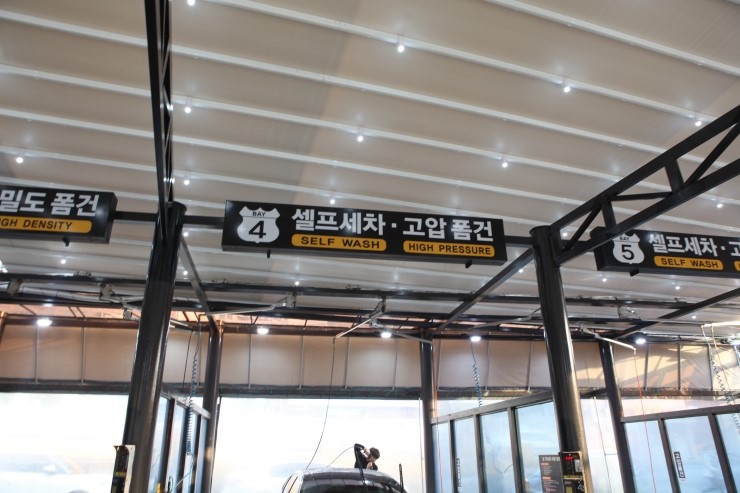 밀도 폼건
GH DENSITY
BAY
4
셀프세차·고압 폼건
SELF WASH
HIGH PRESSURE
BAY
5
셀프세차·고
SELF WASH